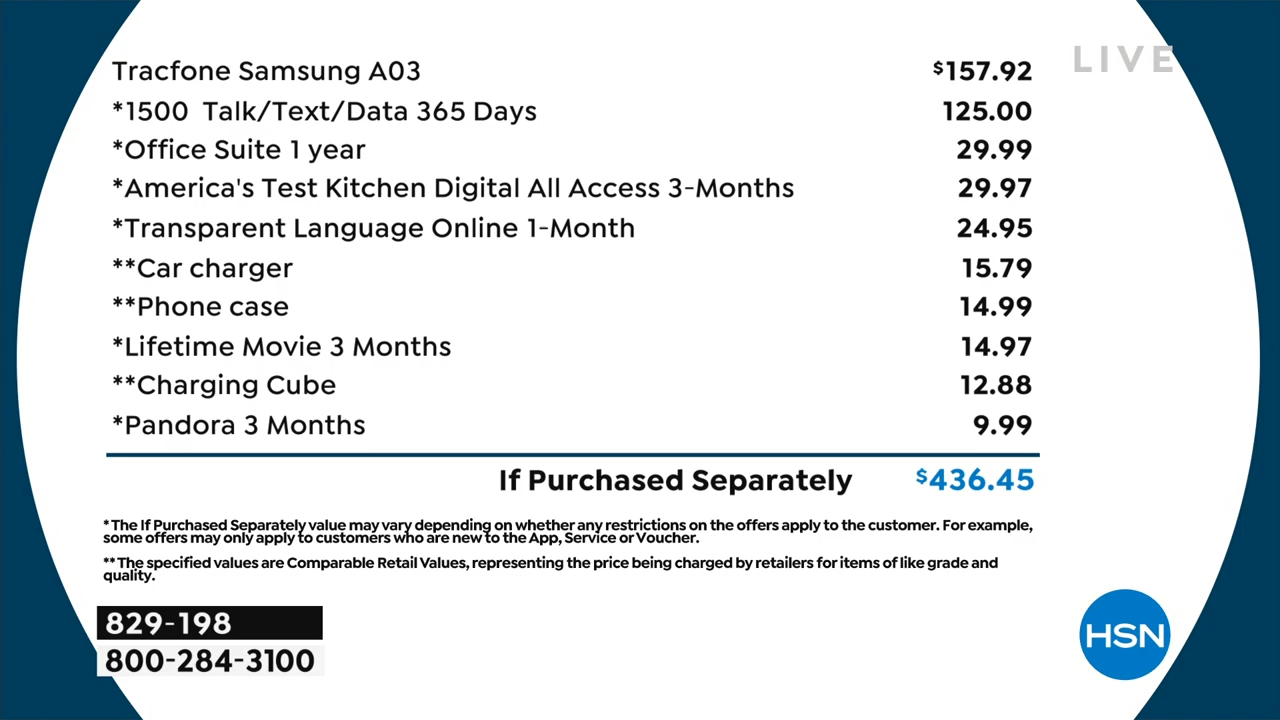 LIVE
Tracfone Samsung A03 $157.92
*1500 Talk/Text/Data 365 Days 125.00
*Office Suite 1 year 29.99
*America's Test Kitchen Digital All Access 3-Months 29.97
*Transparent Language Online 1-Month 24.95
**Car charger 15.79
**Phone case 14.99
*Lifetime Movie 3 Months 14.97
**Charging Cube 12.88
*Pandora 3 Months 9.99
If Purchased Separately $436.45
* The If Purchased Separately value may vary depending on whether any restrictions on the offers apply to the customer. For example,
some offers may only apply to customers who are new to the App, Service or Voucher.
** The specified values are Comparable Retail Values, representing the price being charged by retailers for items of like grade and
quality.
829-198
800-284-3100
HSN